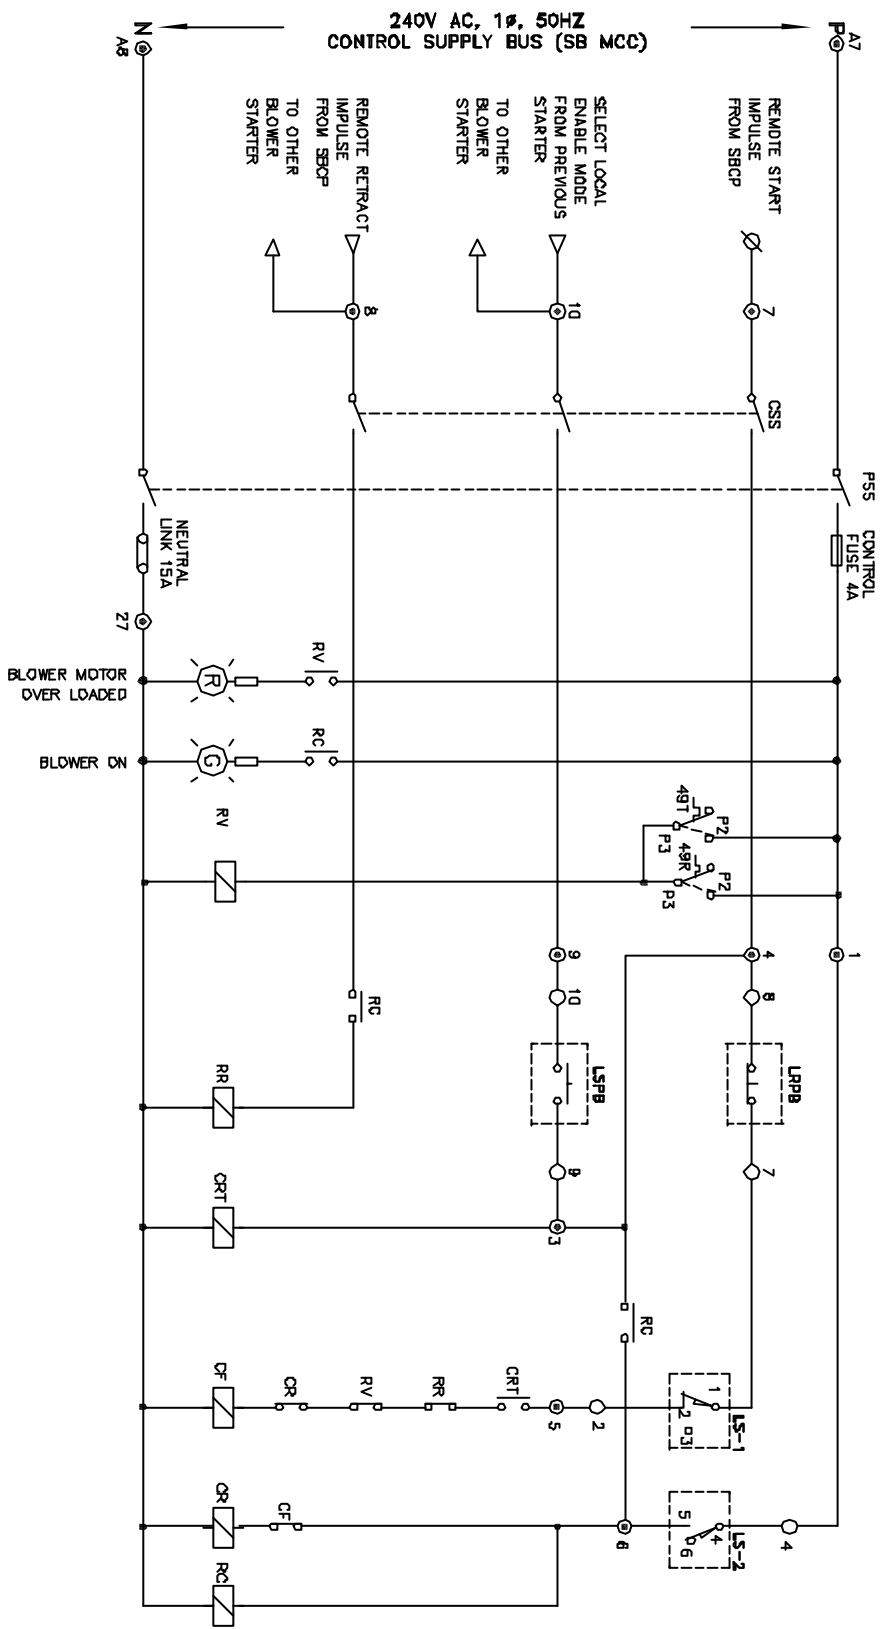 240V AC, 1ø, 50HZ
CONTROL SUPPLY BUS (SB MCC)
N
P
A8
A7
REMOTE RETRACT
IMPULSE
FROM SBCP
TO OTHER
BLOWER
STARTER
SELECT LOCAL
ENABLE MODE
FROM PREVIOUS
STARTER
TO OTHER
BLOWER
STARTER
REMOTE START
IMPULSE
FROM SBCP
8
10
7
CSS
P55
NEUTRAL
LINK 15A
CONTROL
FUSE 4A
27
BLOWER MOTOR
OVER LOADED
R
RV
BLOWER ON
G
RC
RV
49T
P2
P3
49R
P2
P3
9
4
1
10
8
RC
LSPB
LRPB
RR
9
7
CRT
3
RC
CF
CR
RV
RR
CRT
5
2
1
2
3
LS-1
CR
CF
6
5
4
6
LS-2
4
RC